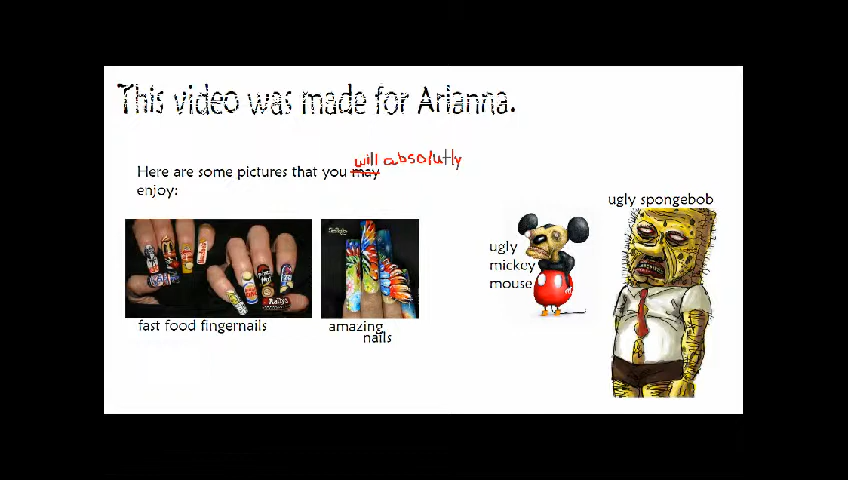 This video was made for Arianna.
will absolutly
Here are some pictures that you may
enjoy:
ugly spongebob
ugly
mickey
mouse
fast food fingernails
amazing
nails